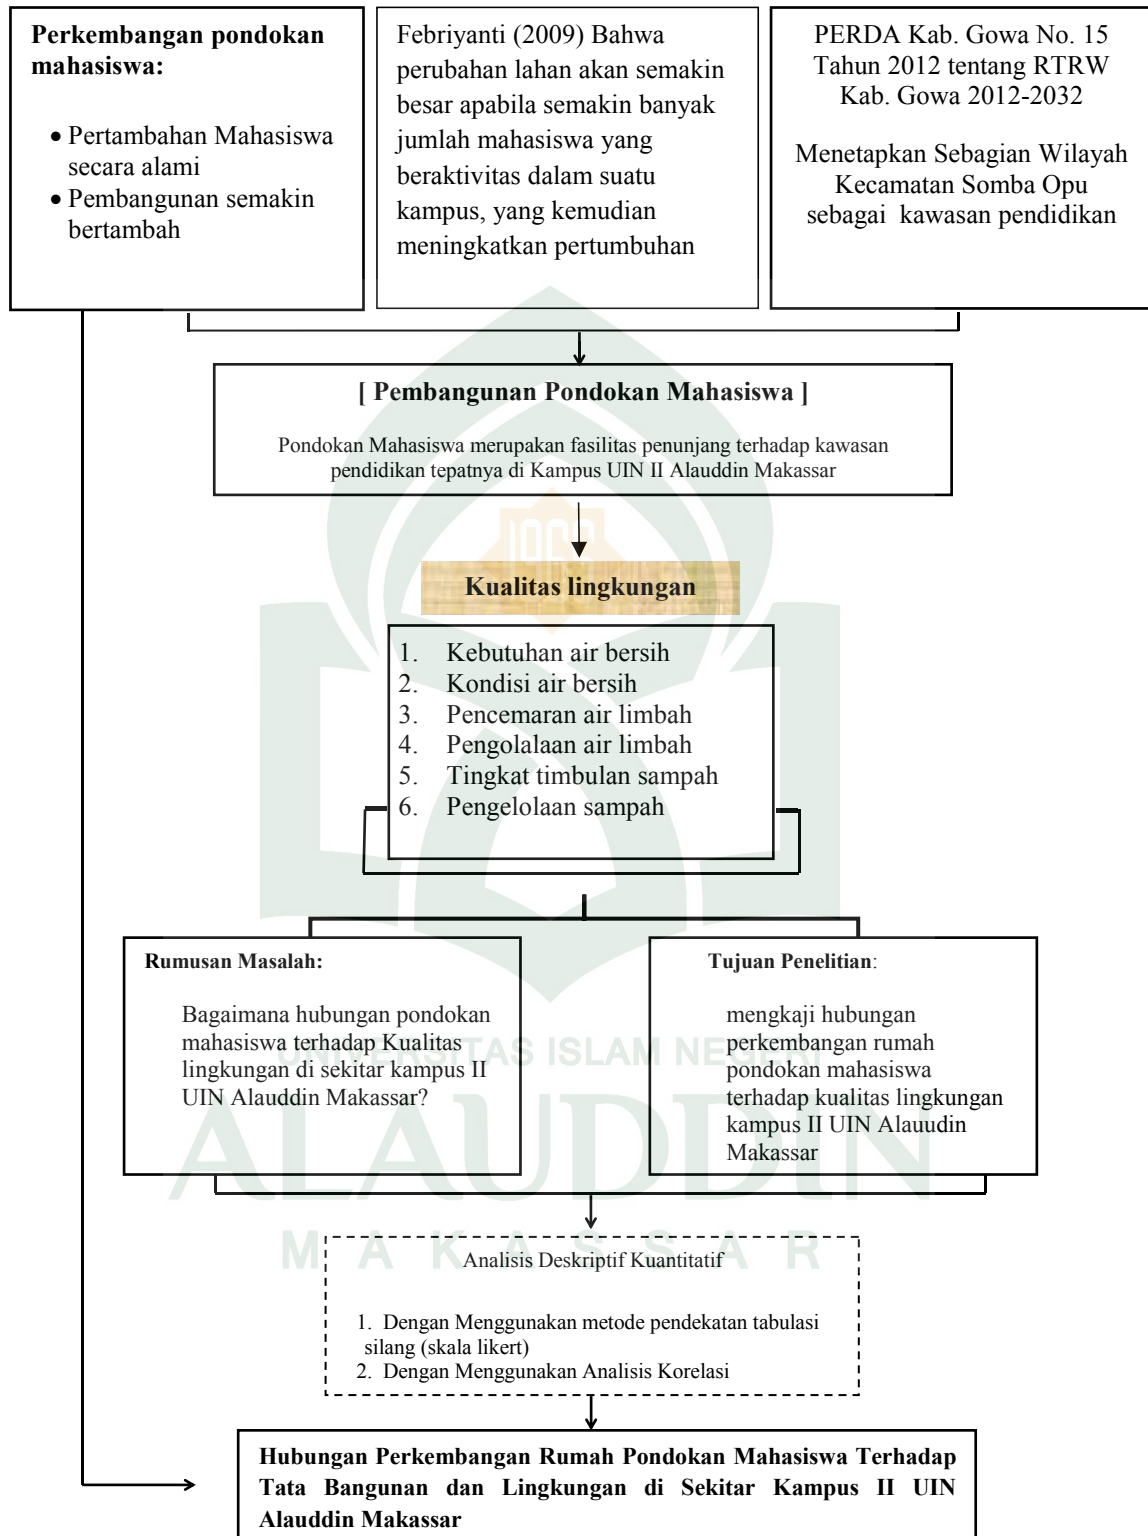 Perkembangan pondokan
mahasiswa:
• Pertambahan Mahasiswa
secara alami
• Pembangunan semakin
bertambah
Febriyanti (2009) Bahwa
perubahan lahan akan semakin
besar apabila semakin banyak
jumlah mahasiswa yang
beraktivitas dalam suatu
kampus, yang kemudian
meningkatkan pertumbuhan
PERDA Kab. Gowa No. 15
Tahun 2012 tentang RTRW
Kab. Gowa 2012-2032
Menetapkan Sebagian Wilayah
Kecamatan Somba Opu
sebagai kawasan pendidikan
[ Pembangunan Pondokan Mahasiswa ]
Pondokan Mahasiswa merupakan fasilitas penunjang terhadap kawasan
pendidikan tepatnya di Kampus UIN II Alauddin Makassar
1965
Kualitas lingkungan
1. Kebutuhan air bersih
2. Kondisi air bersih
3. Pencemaran air limbah
4. Pengolalaan air limbah
5. Tingkat timbulan sampah
6. Pengelolaan sampah
Rumusan Masalah:
Bagaimana hubungan pondokan
mahasiswa terhadap Kualitas
lingkungan di sekitar kampus II
UIN Alauddin Makassar?
Tujuan Penelitian:
mengkaji hubungan
perkembangan rumah
pondokan mahasiswa
terhadap kualitas lingkungan
kampus II UIN Alauudin
Makassar
UNIVERSITAS ISLAM NEGERI
ALAUDDIN
MAKASSAR
Analisis Deskriptif Kuantitatif
1. Dengan Menggunakan metode pendekatan tabulasi
silang (skala likert)
2. Dengan Menggunakan Analisis Korelasi
Hubungan Perkembangan Rumah Pondokan Mahasiswa Terhadap
Tata Bangunan dan Lingkungan di Sekitar Kampus II UIN
Alauddin Makassar